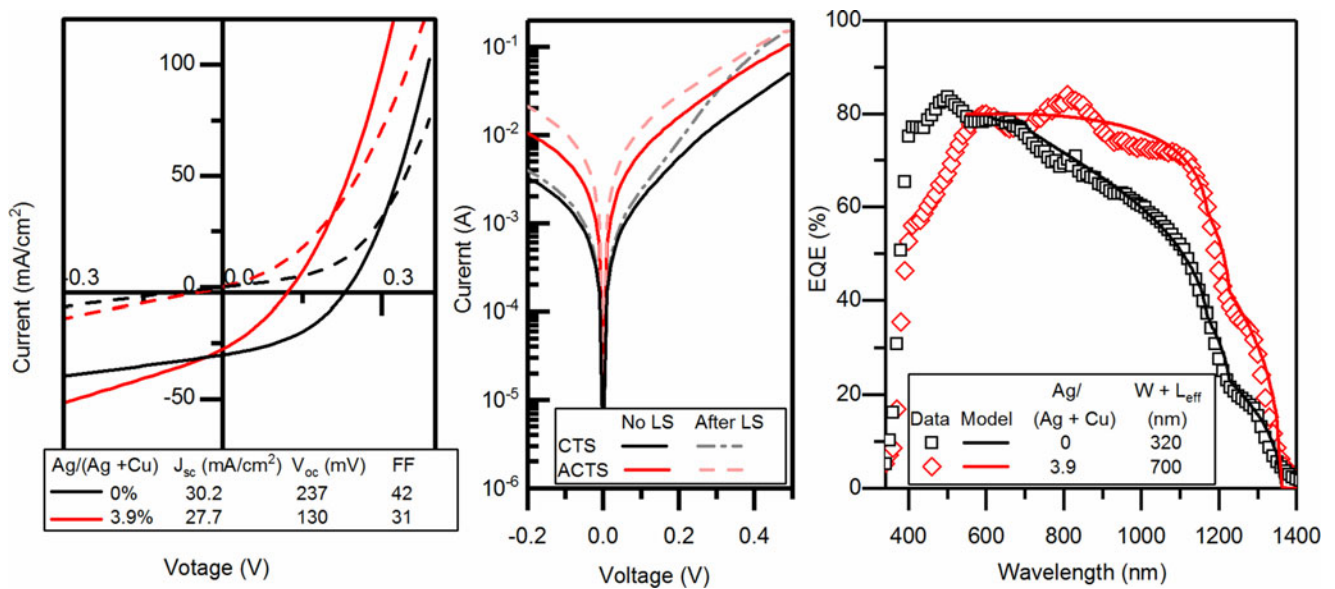 Current (mA/cm²)
100
50
0
-50
-0.3
0.0
0.3
Ag/(Ag +Cu) Jsc (mA/cm²) Voc (mV) FF
0% 30.2 237 42
3.9% 27.7 130 31
Votage (V)
Curernt (A)
10⁻¹
10⁻²
10⁻³
10⁻⁴
10⁻⁵
10⁻⁶
No LS After LS
CTS
ACTS
-0.2 0.0 0.2 0.4
Voltage (V)
EQE (%)
100
80
60
40
20
0
Ag/ W + Leff
Data Model (Ag + Cu) (nm)
0 320
3.9 700
400 600 800 1000 1200 1400
Wavelength (nm)